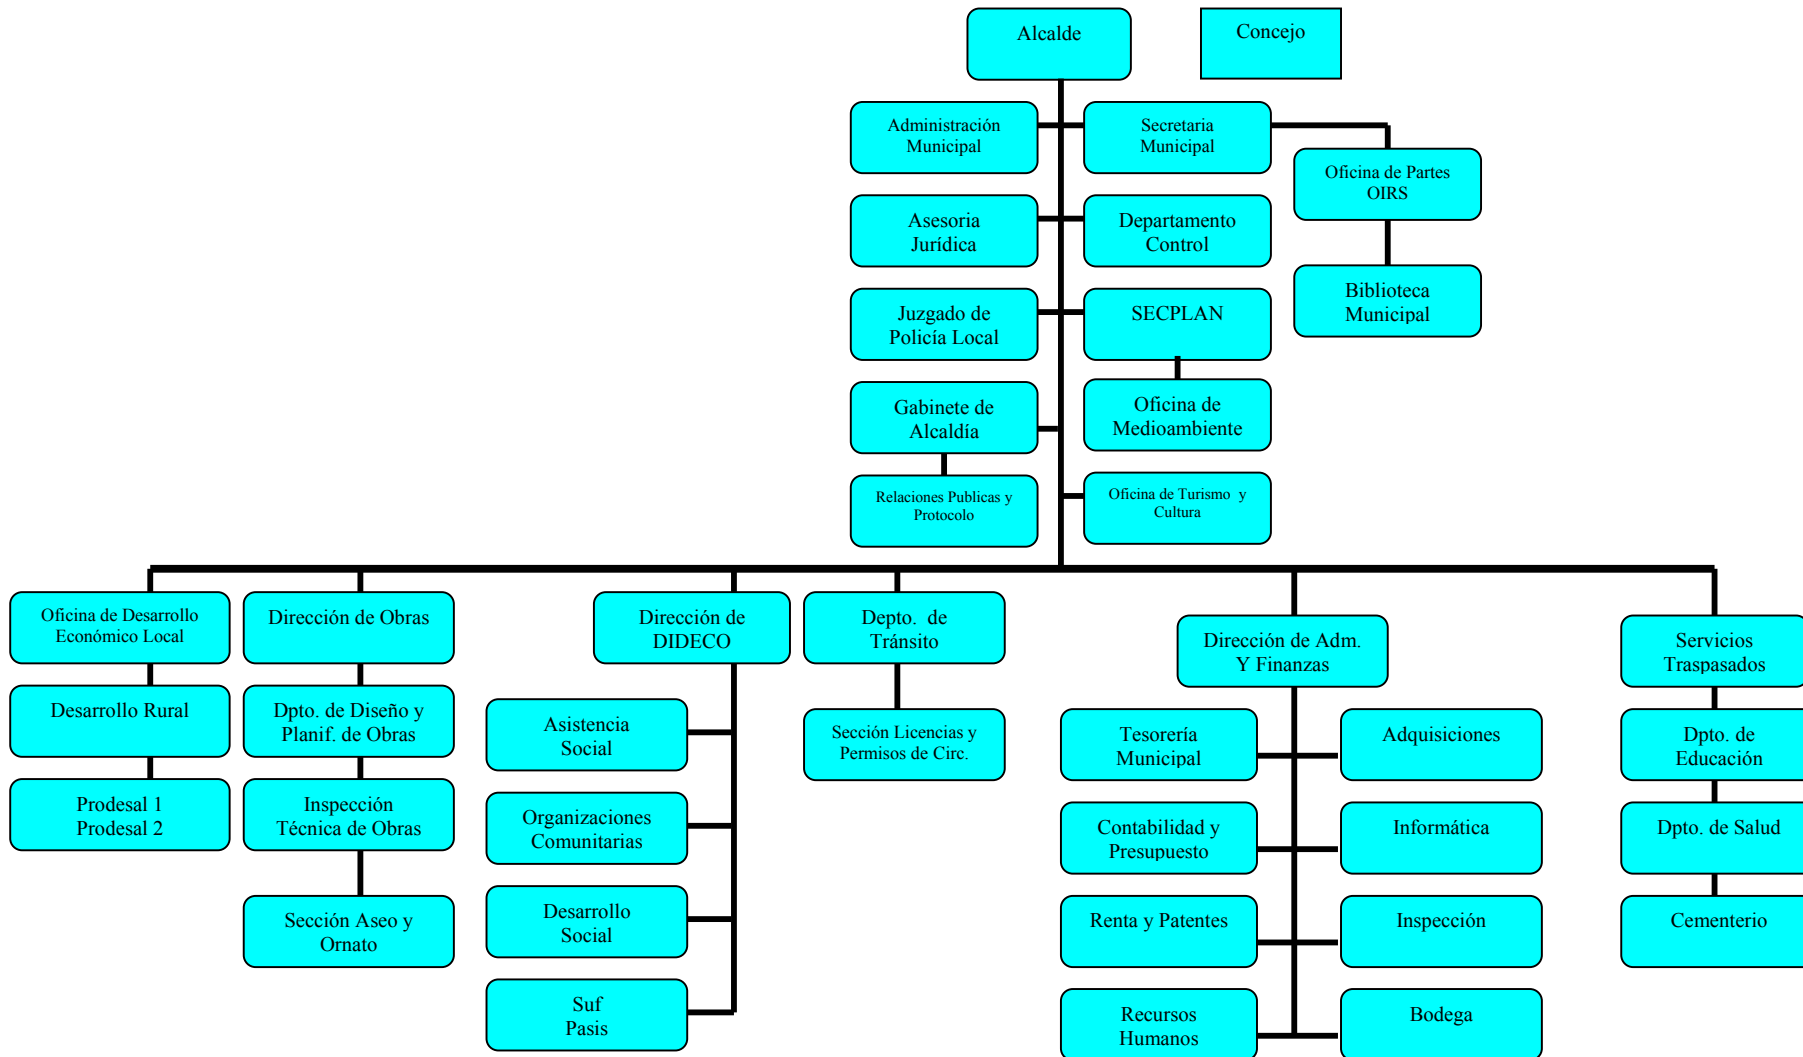 Alcalde
Concejo
Administración
Municipal
Secretaria
Municipal
Oficina de Partes
OIRS
Asesoria
Jurídica
Departamento
Control
Biblioteca
Municipal
Juzgado de
Policía Local
SECPLAN
Gabinete de
Alcaldía
Oficina de
Medioambiente
Relaciones Publicas y
Protocolo
Oficina de Turismo y
Cultura
Oficina de Desarrollo
Económico Local
Dirección de Obras
Dirección de
DIDECO
Depto. de
Tránsito
Dirección de Adm.
Y Finanzas
Servicios
Traspasados
Desarrollo Rural
Dpto. de Diseño y
Planif. de Obras
Asistencia
Social
Sección Licencias y
Permisos de Circ.
Tesorería
Municipal
Adquisiciones
Dpto. de
Educación
Prodesal 1
Prodesal 2
Inspección
Técnica de Obras
Organizaciones
Comunitarias
Contabilidad y
Presupuesto
Informática
Dpto. de Salud
Sección Aseo y
Ornato
Desarrollo
Social
Renta y Patentes
Inspección
Cementerio
Suf
Pasis
Recursos
Humanos
Bodega